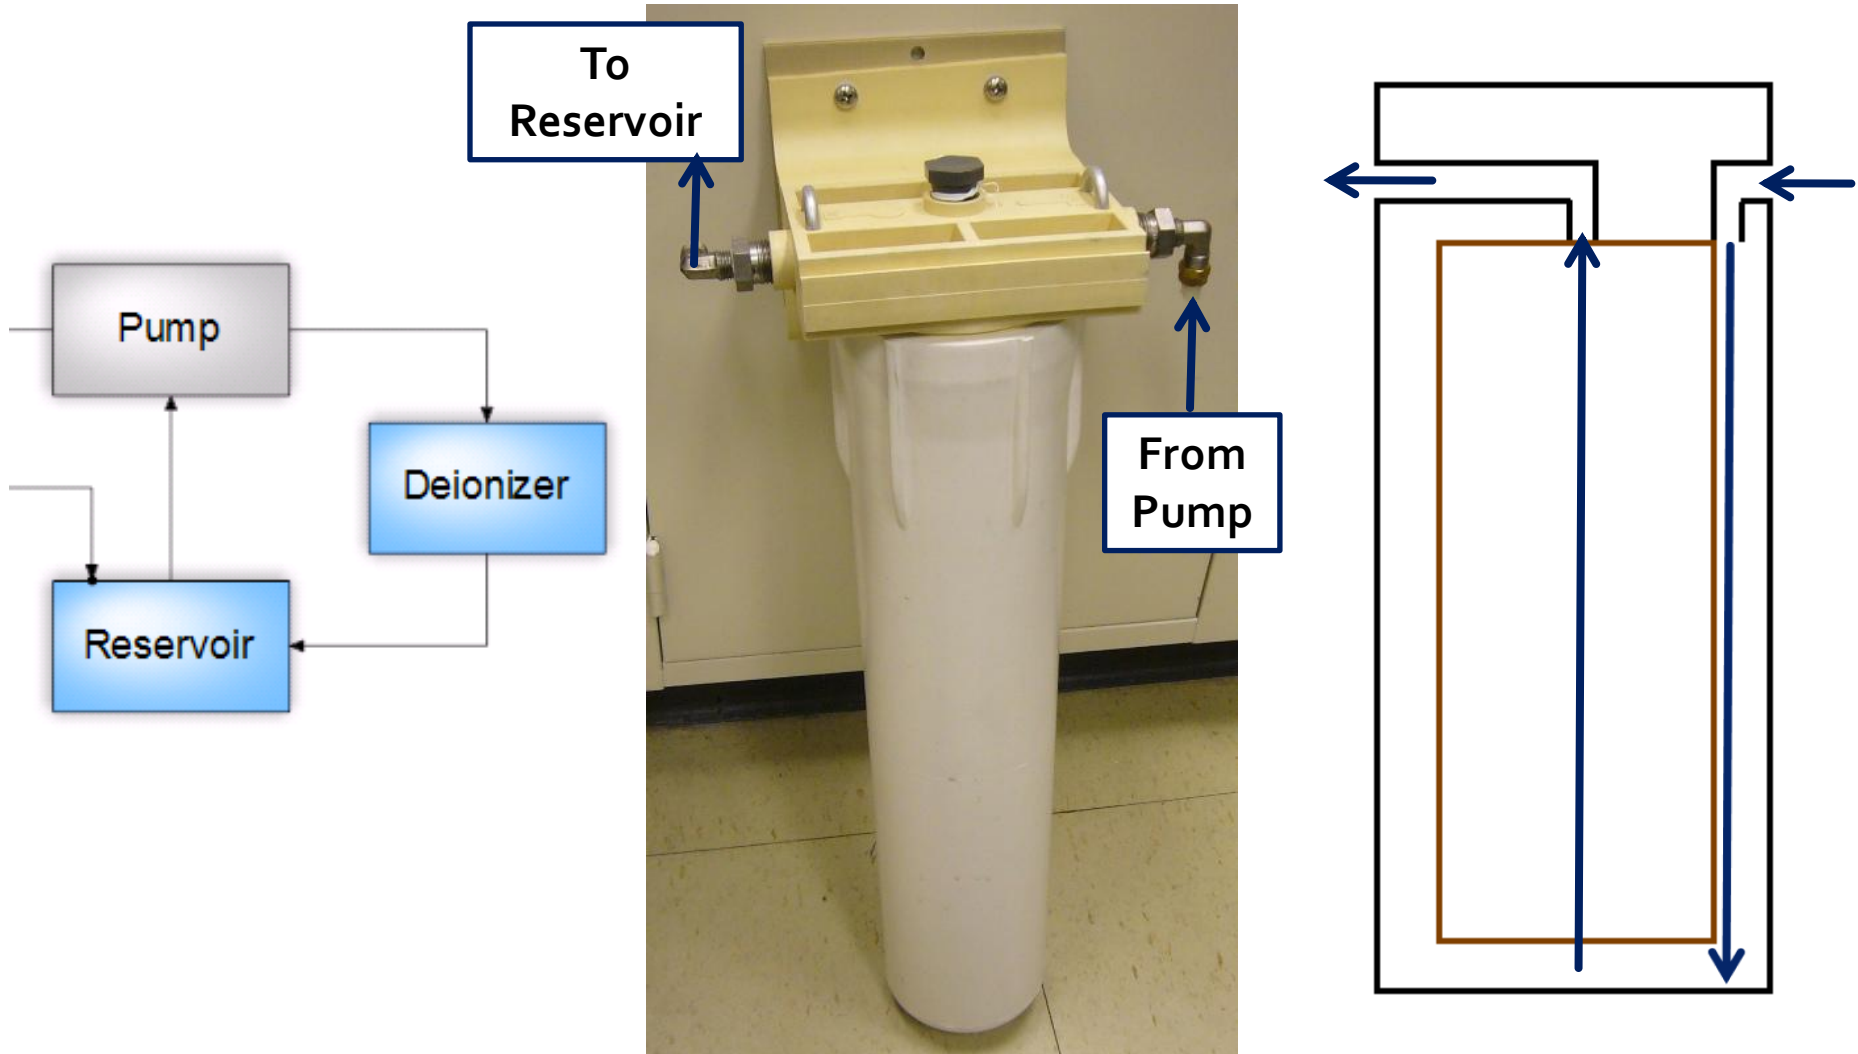 To
Reservoir
Pump
Deionizer
From
Pump
Reservoir